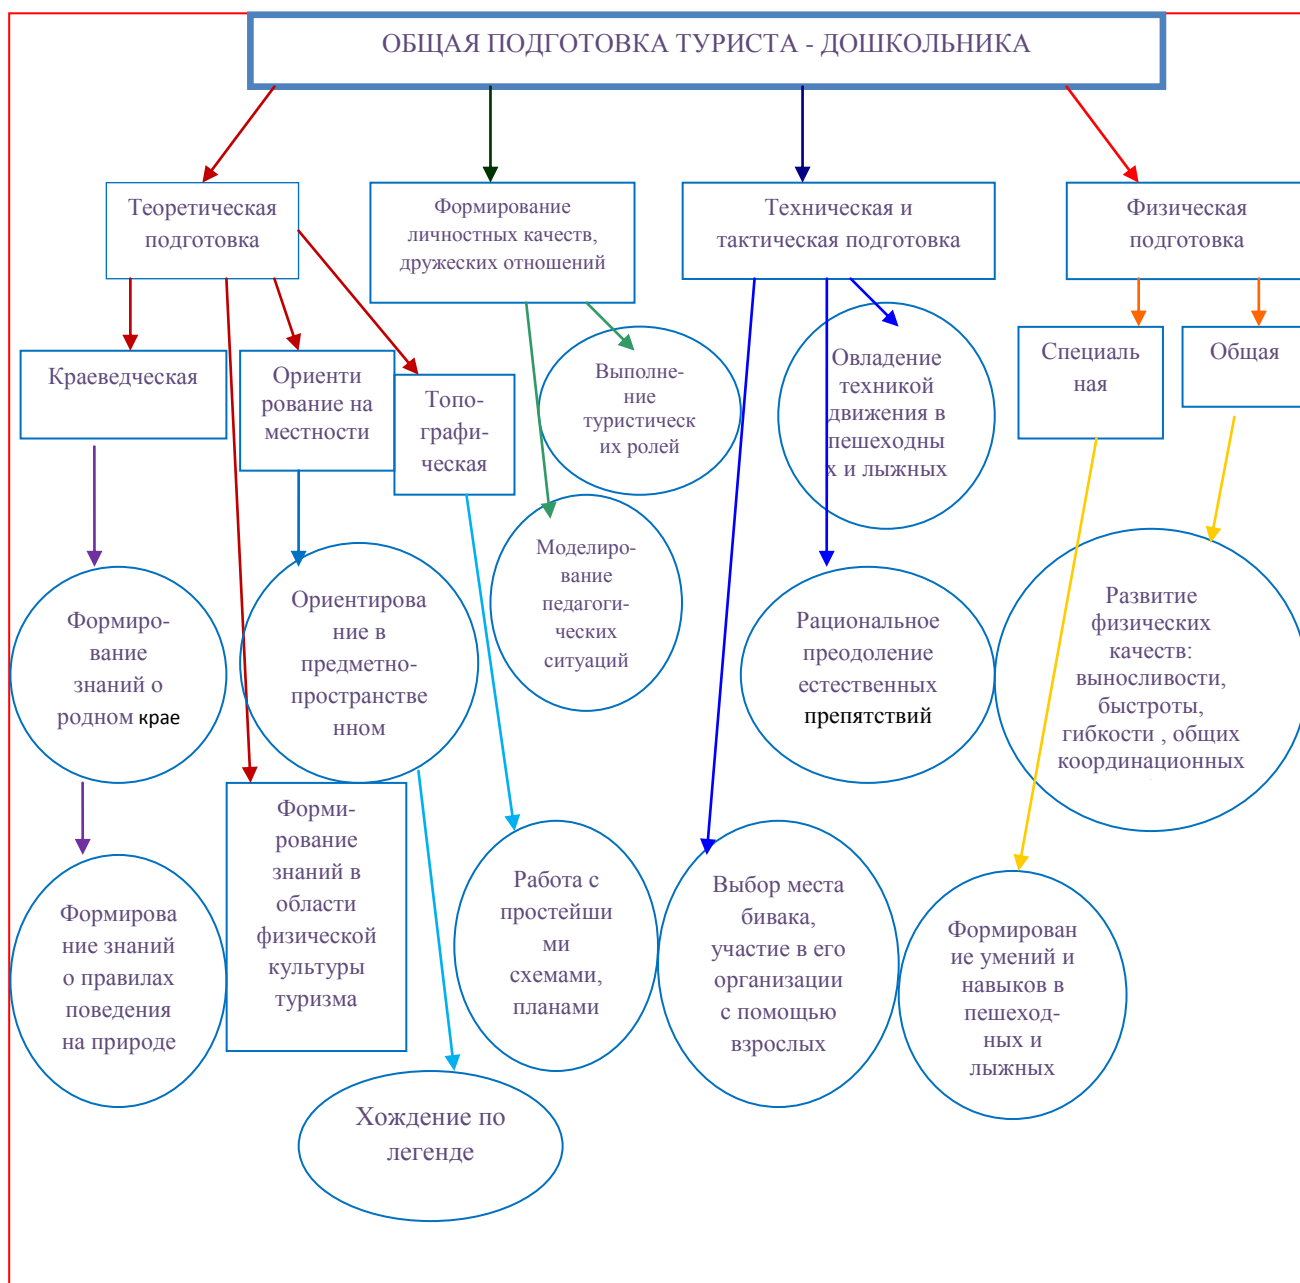 ОБЩАЯ ПОДГОТОВКА ТУРИСТА - ДОШКОЛЬНИКА
Теоретическая
подготовка
Формирование
личностных качеств,
дружеских отношений
Техническая и
тактическая подготовка
Физическая
подготовка
Краеведческая
Ориенти
рование на
местности
Топо-
графи-
ческая
Выполне-
ние
туристическ
их ролей
Овладение
техникой
движения в
пешеходны
х и лыжных
Специаль
ная
Общая
Формиро-
вание
знаний о
родном крае
Ориентирова
ние в
предметно-
пространстве
нном
Моделиро-
вание
педагоги-
ческих
ситуаций
Рациональное
преодоление
естественных
препятствий
Развитие
физических
качеств:
выносливости,
быстроты,
гибкости , общих
координационных
Формирова
ние знаний
о правилах
поведения
на природе
Форми-
рование
знаний в
области
физической
культуры
туризма
Работа с
простейши
ми
схемами,
планами
Выбор места
бивака,
участие в его
организации
с помощью
взрослых
Формирован
ие умений и
навыков в
пешеход-
ных и
лыжных
Хождение по
легенде